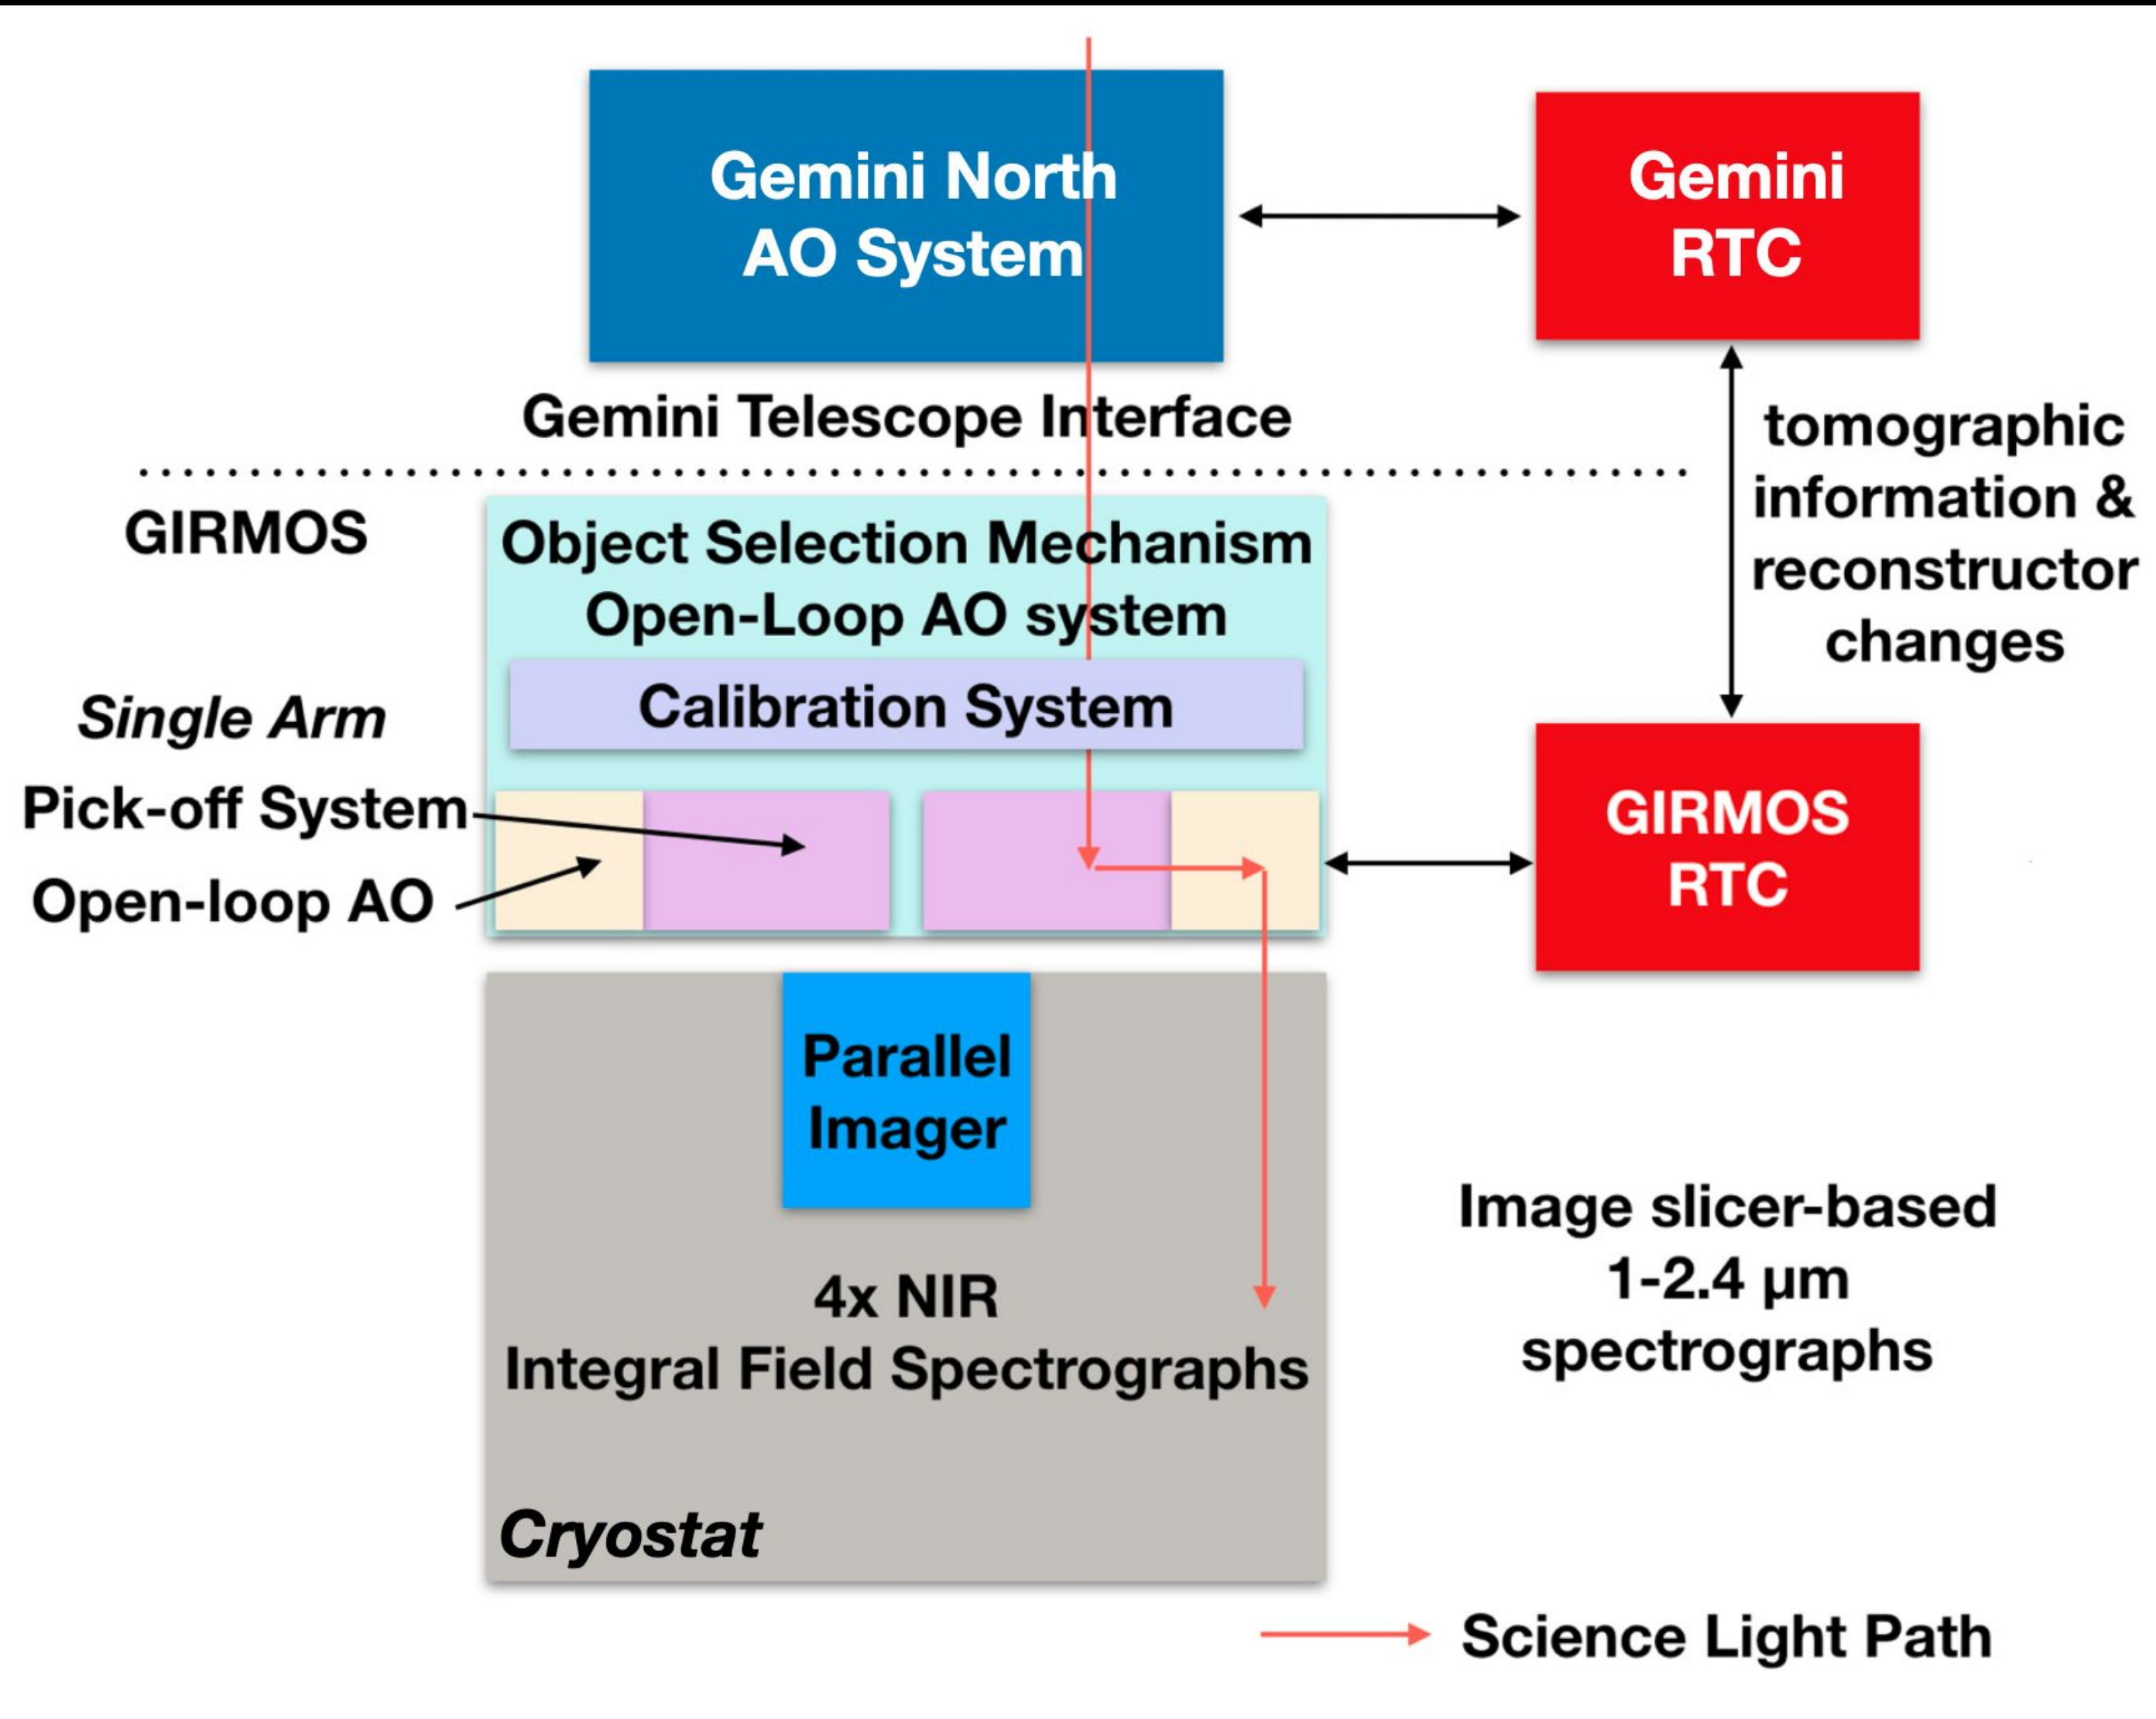 Gemini North
AO System
Gemini
RTC
Gemini Telescope Interface
tomographic
information &
reconstructor
changes
GIRMOS
Object Selection Mechanism
Open-Loop AO system
Calibration System
Single Arm
Pick-off System
Open-loop AO
GIRMOS
RTC
Parallel
Imager
4x NIR
Integral Field Spectrographs
Image slicer-based
1-2.4 μm
spectrographs
Cryostat
Science Light Path